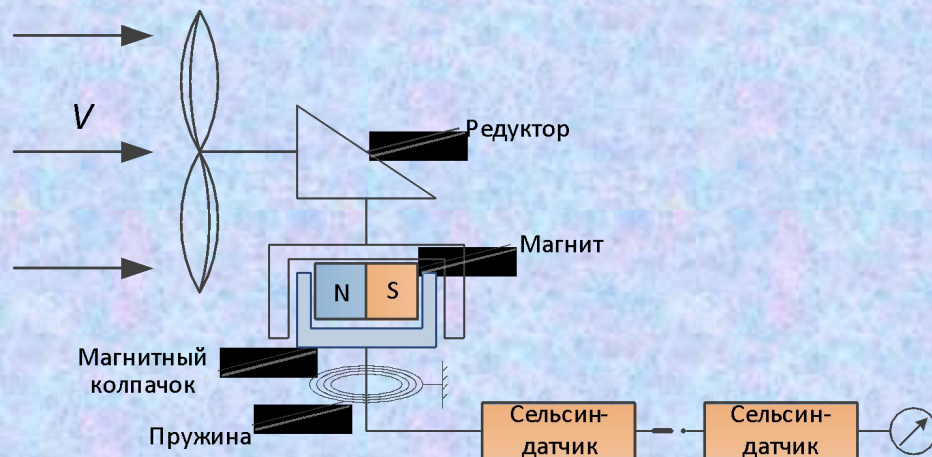 V
Редуктор
Магнит
N
S
Магнитный
колпачок
Пружина
Сельсин-
датчик
Сельсин-
датчик